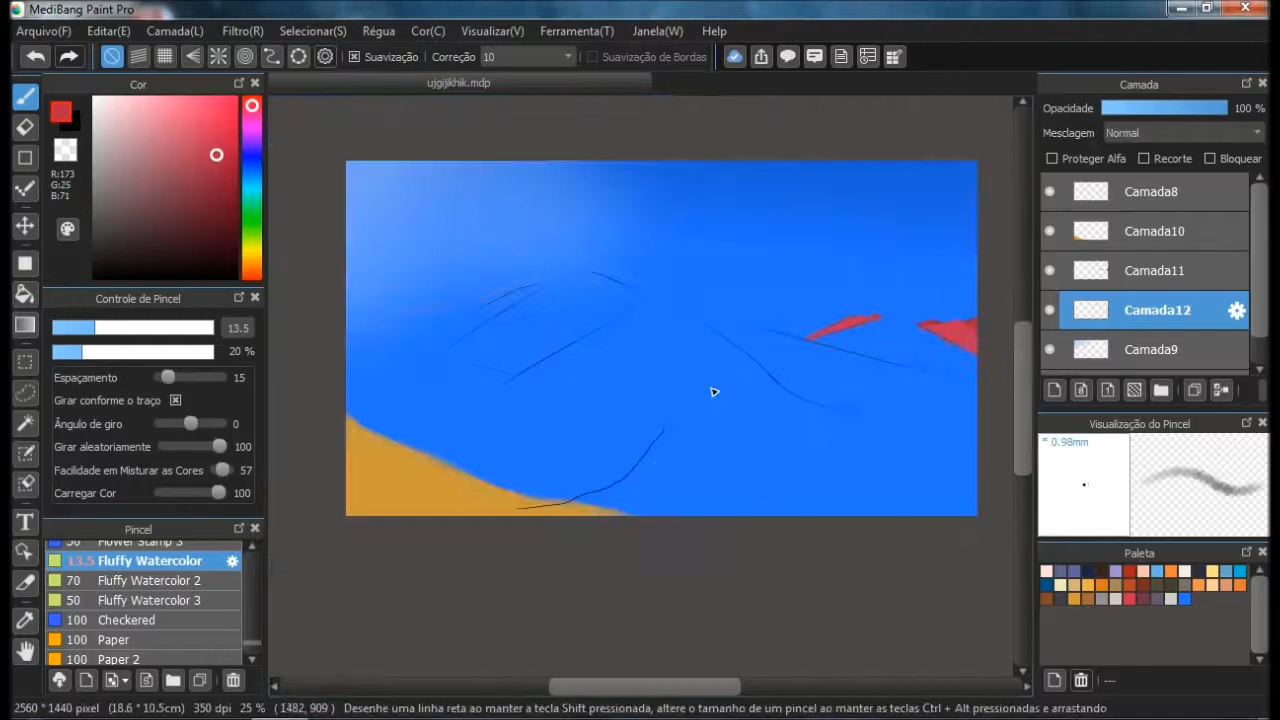 MediBang Paint Pro
Arquivo(F) Editar(E) Camada(L) Filtro(R) Selecionar(S) Régua Cor(C) Visualizar(V) Ferramenta(T) Janela(W) Help
Suavização Correção 10 Suavização de Bordas
Cor
ujgijikhik.mdp
Camada
R:173
G:25
B:71
Opacidade 100 %
Mesclagem Normal
Proteger Alfa Recorte Bloquear
Camada8
Camada10
Camada11
Camada12
Camada9
Controle de Pincel
13.5
20 %
Espaçamento 15
Girar conforme o traço
Ângulo de giro 0
Girar aleatoriamente 100
Facilidade em Misturar as Cores 57
Carregar Cor 100
Visualização do Pincel
* 0.98mm
Pincel
50 Flower Stamp 3
13.5 Fluffy Watercolor
70 Fluffy Watercolor 2
50 Fluffy Watercolor 3
100 Checkered
100 Paper
100 Paper 2
Paleta
---
2560 * 1440 pixel (18.6 * 10.5cm) 350 dpi 25 % (1482, 909) Desenhe uma linha reta ao manter a tecla Shift pressionada, altere o tamanho de um pincel ao manter as teclas Ctrl + Alt pressionadas e arrastando